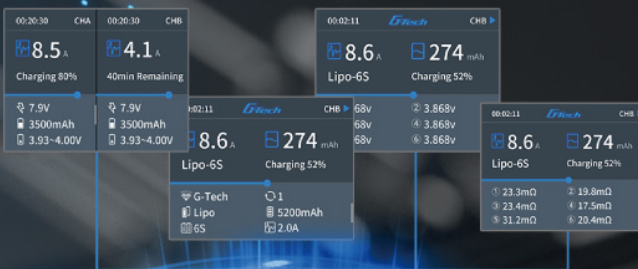 00:20:30 CHA
8.5 A
Charging 80%
7.9V
3500mAh
3.93~4.00V
00:20:30 CHB
4.1 A
40min Remaining
7.9V
3500mAh
3.93~4.00V
00:02:11 GTech CHB
8.6 A 274 mAh
Lipo-6S Charging 52%
68v ② 3.868v
68v ④ 3.868v
68v ⑥ 3.868v
:02:11 GTech CHB
8.6 A 274 mAh
Lipo-6S Charging 52%
G-Tech 1
Lipo 5200mAh
6S 2.0A
00:02:11 GTech CHB
8.6 A 274 mAh
Lipo-6S Charging 52%
① 23.3mΩ ② 19.8mΩ
③ 23.4mΩ ④ 17.5mΩ
⑤ 31.2mΩ ⑥ 20.4mΩ